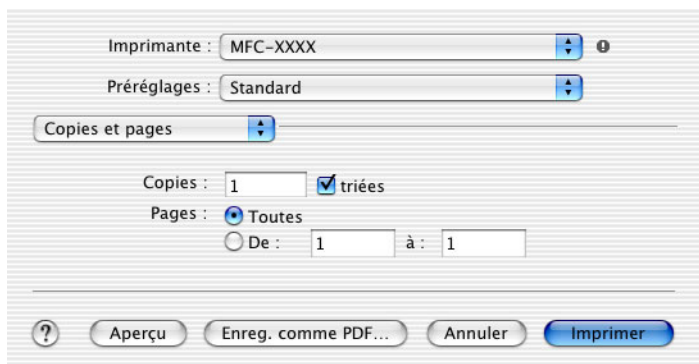 Imprimante : MFC-XXXX
Préréglages : Standard
Copies et pages
Copies : 1 triées
Pages : Toutes
De : 1 à : 1
? Aperçu Enreg. comme PDF... Annuler Imprimer